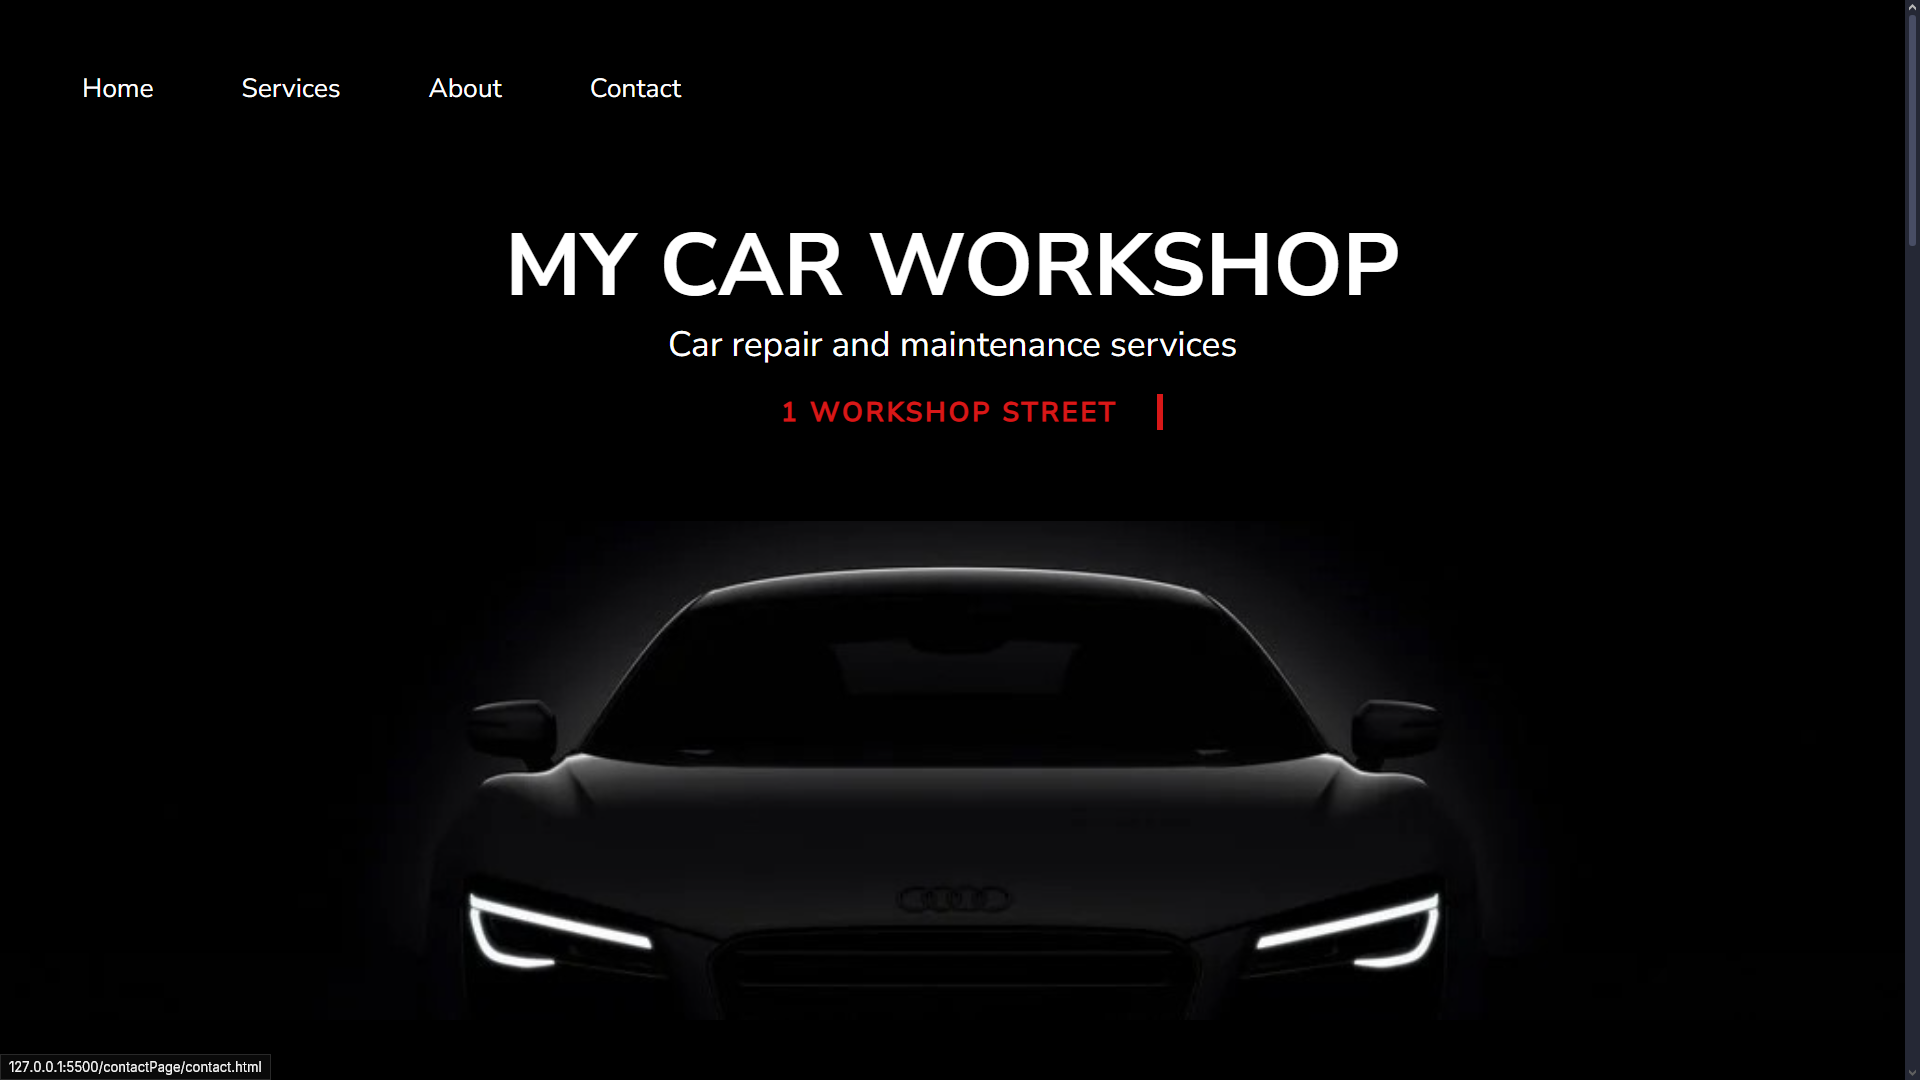 Home Services About Contact
MY CAR WORKSHOP
Car repair and maintenance services
1 WORKSHOP STREET
127.0.0.1:5500/contactPage/contact.html